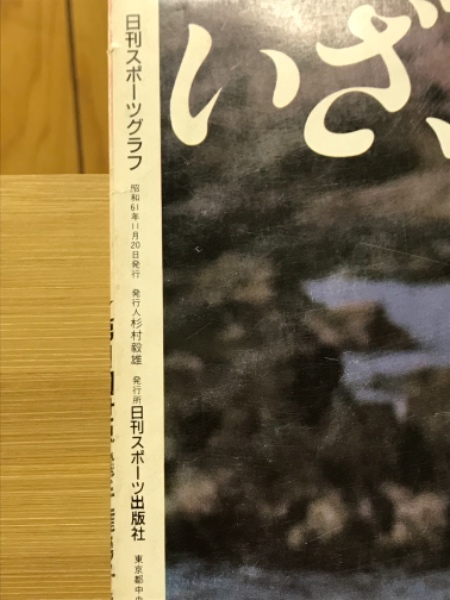 いざ、
日刊スポーツグラフ 昭和61年11月20日発行 発行人 杉村毅雄 発行所 日刊スポーツ出版社 東京都中央